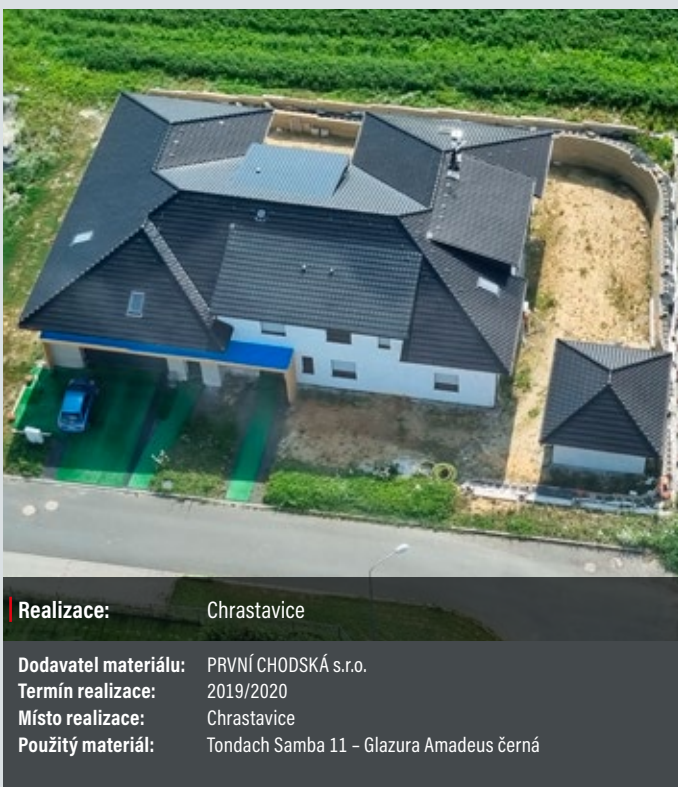 Realizace: Chrastavice
Dodavatel materiálu: PRVNÍ CHODSKÁ s.r.o.
Termín realizace: 2019/2020
Místo realizace: Chrastavice
Použitý materiál: Tondach Samba 11 – Glazura Amadeus černá